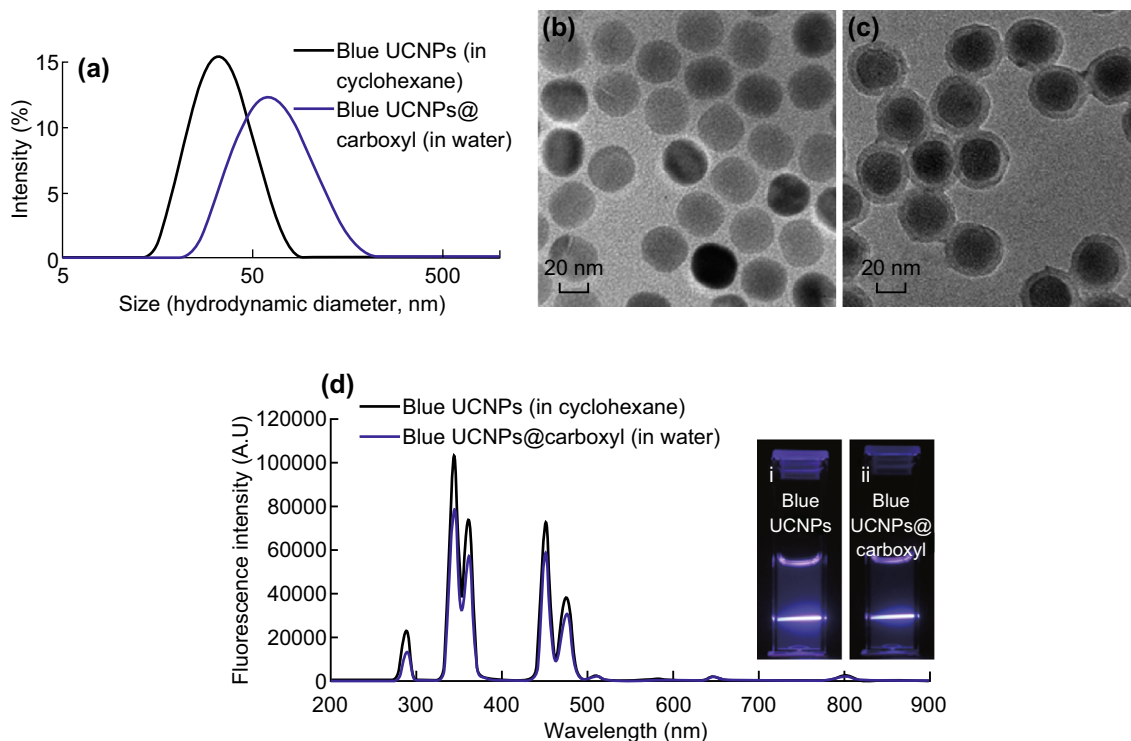 (a)
Blue UCNPs (in
cyclohexane)
Blue UCNPs@
carboxyl (in water)
Intensity (%)
15
10
5
0
5
50
500
Size (hydrodynamic diameter, nm)
(b)
20 nm
(c)
20 nm
(d)
Blue UCNPs (in cyclohexane)
Blue UCNPs@carboxyl (in water)
Fluorescence intensity (A.U)
120000
100000
80000
60000
40000
20000
0
200
300
400
500
600
700
800
900
Wavelength (nm)
i
Blue
UCNPs
ii
Blue
UCNPs@
carboxyl